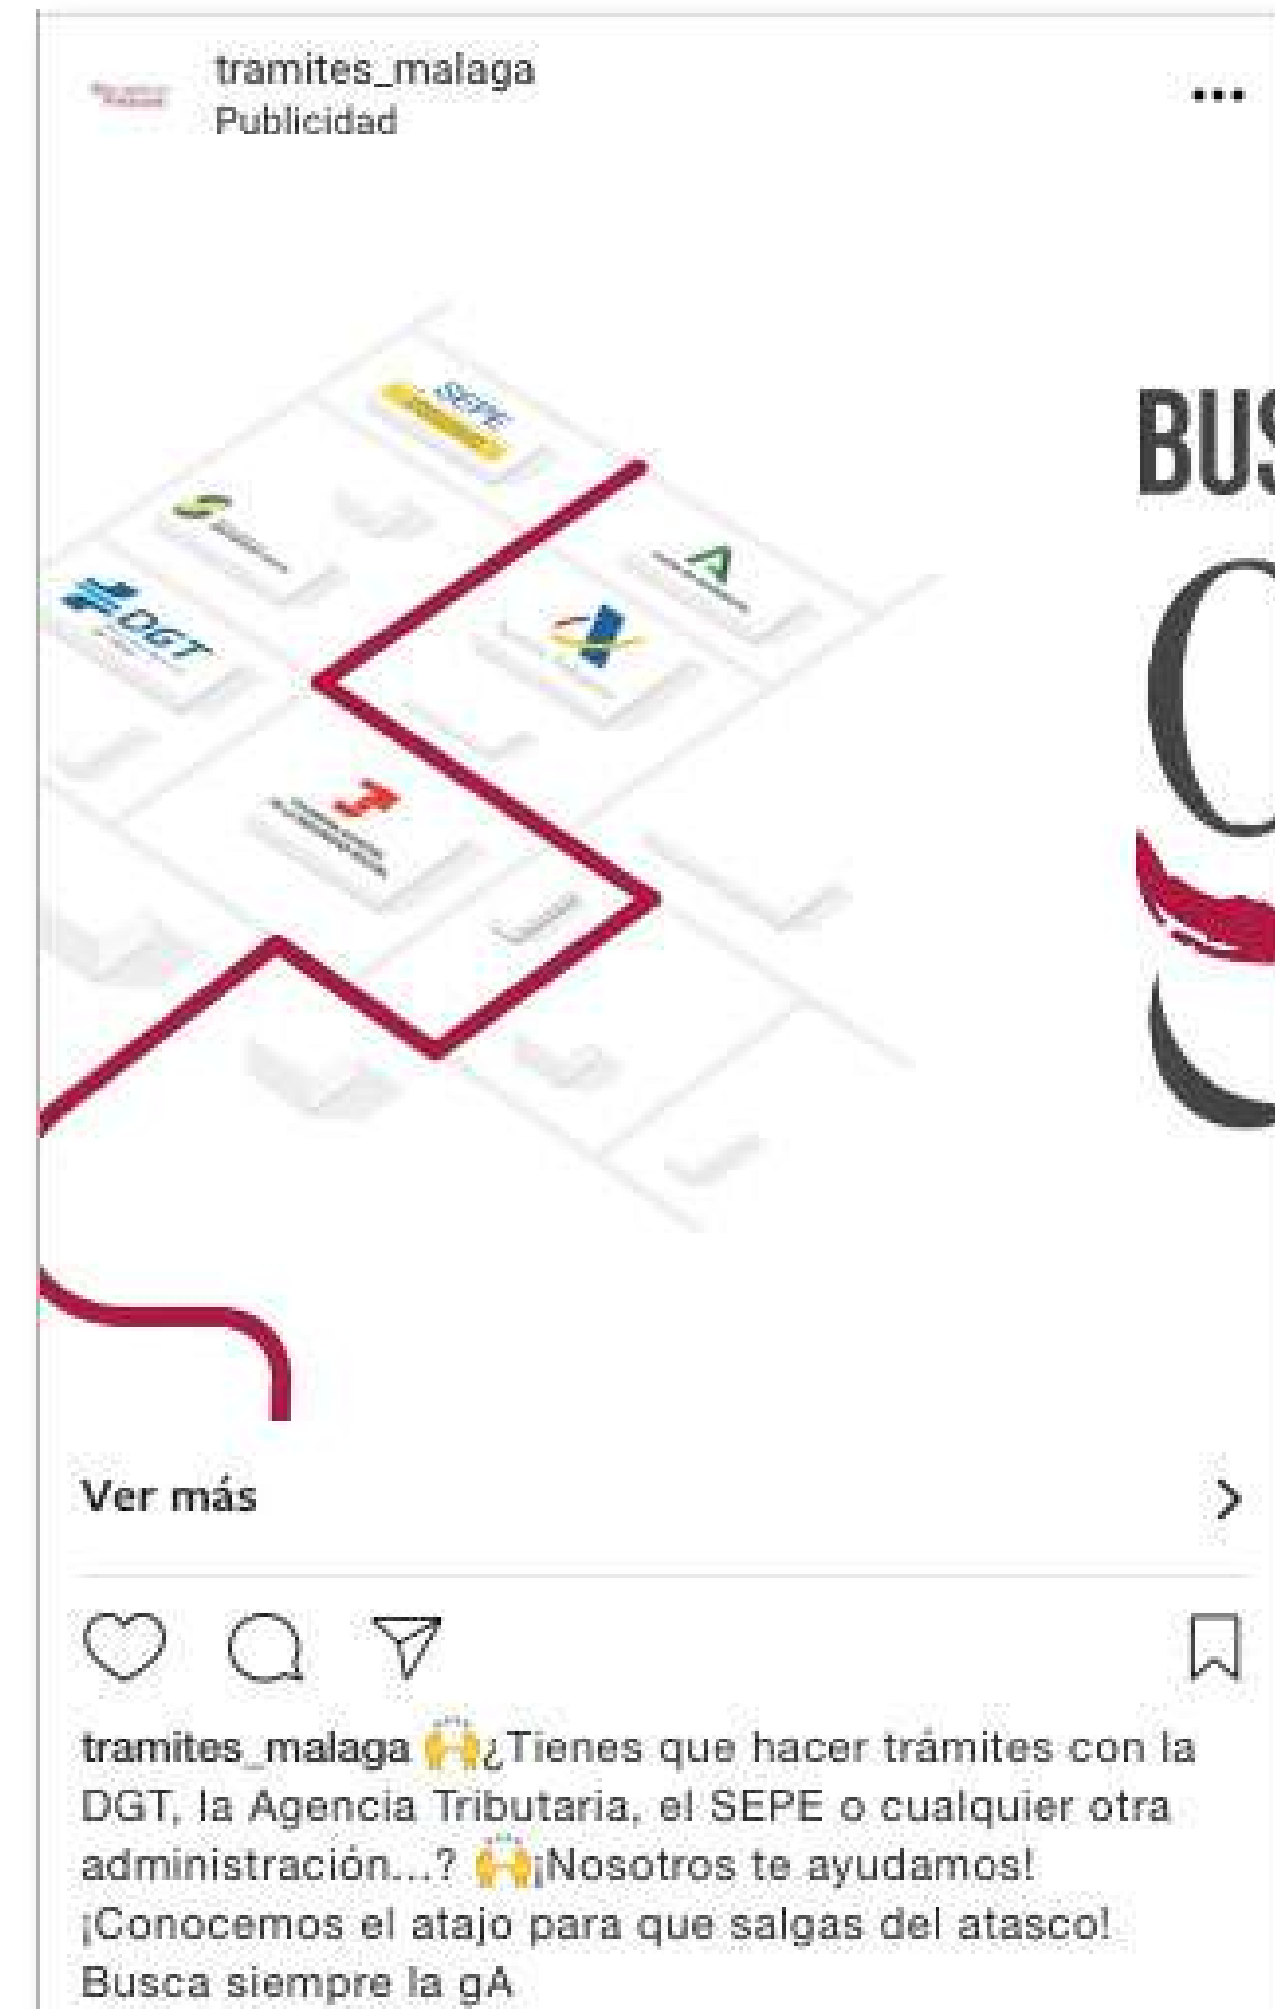 tramites_malaga
Publicidad
SEPE
BUS
DGT
Ver más
tramites_malaga 🙌¿Tienes que hacer trámites con la
DGT, la Agencia Tributaria, el SEPE o cualquier otra
administración...? 🙌¡Nosotros te ayudamos!
¡Conocemos el atajo para que salgas del atasco!
Busca siempre la gA